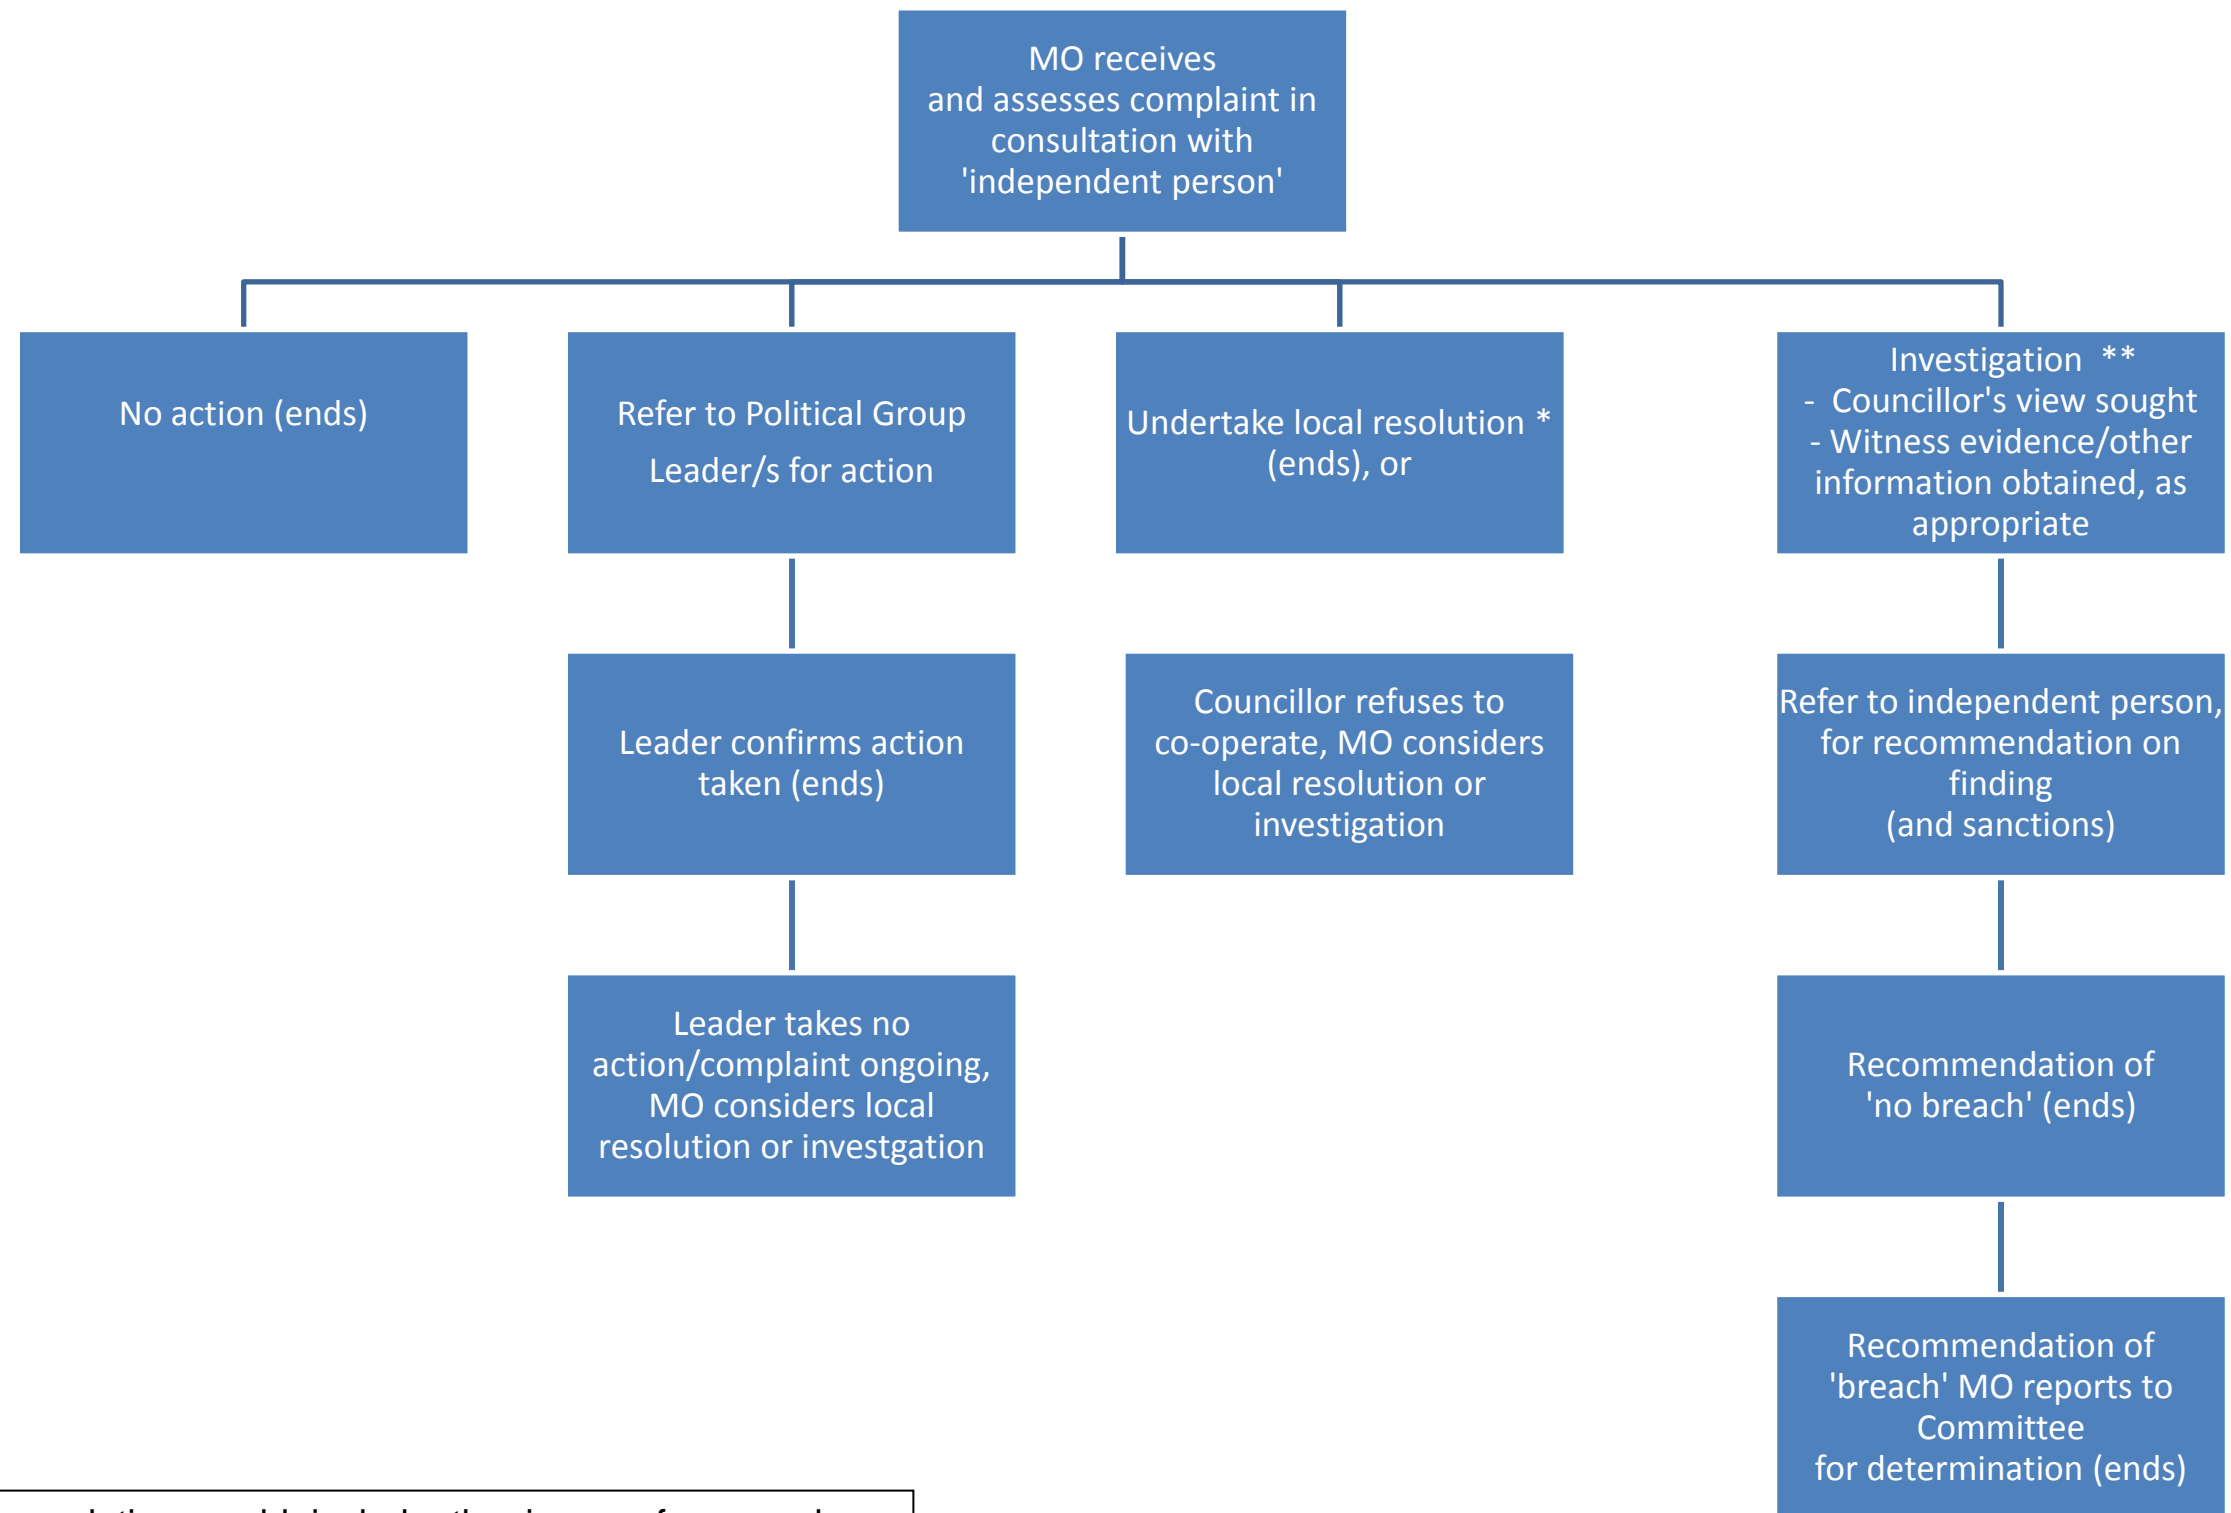 MO receives
and assesses complaint in
consultation with
'independent person'
No action (ends)
Refer to Political Group
Leader/s for action
Undertake local resolution *
(ends), or
Investigation  **
-  Councillor's view sought
- Witness evidence/other
information obtained, as
appropriate
Leader confirms action
taken (ends)
Councillor refuses to
co-operate, MO considers
local resolution or
investigation
Refer to independent person,
for recommendation on
finding
(and sanctions)
Leader takes no
action/complaint ongoing,
MO considers local
resolution or investgation
Recommendation of
'no breach' (ends)
Recommendation of
'breach' MO reports to
Committee
for determination (ends)